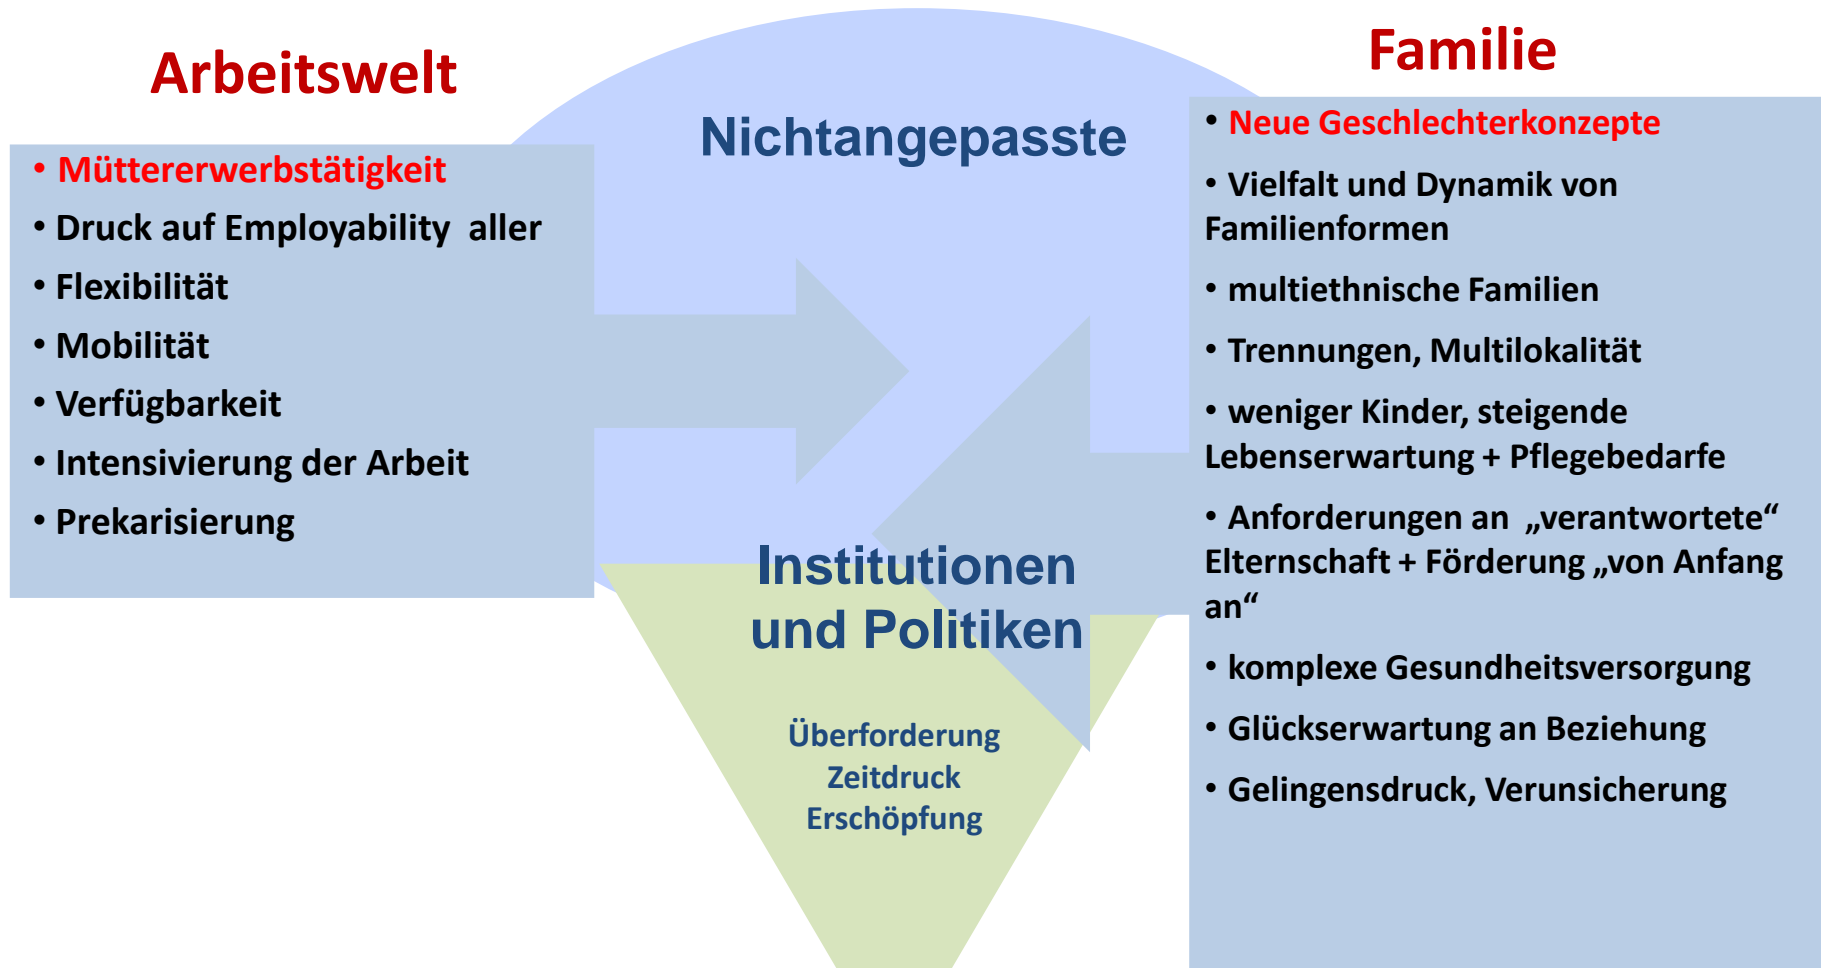 Arbeitswelt
• Müttererwerbstätigkeit
• Druck auf Employability  aller
• Flexibilität
• Mobilität
• Verfügbarkeit
• Intensivierung der Arbeit
• Prekarisierung
Nichtangepasste
Institutionen
und Politiken
Überforderung
Zeitdruck
Erschöpfung
Familie
• Neue Geschlechterkonzepte
• Vielfalt und Dynamik von
Familienformen
• multiethnische Familien
• Trennungen, Multilokalität
• weniger Kinder, steigende
Lebenserwartung + Pflegebedarfe
• Anforderungen an  „verantwortete“
Elternschaft + Förderung „von Anfang
an“
• komplexe Gesundheitsversorgung
• Glückserwartung an Beziehung
• Gelingensdruck, Verunsicherung